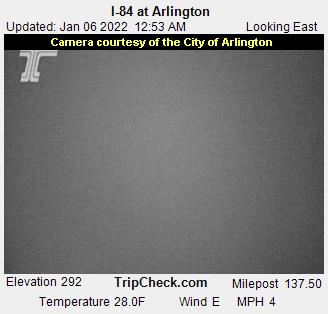 I-84 at Arlington
Updated: Jan 06 2022 12:53 AM Looking East
Camera courtesy of the City of Arlington
Elevation 292 TripCheck.com Milepost 137.50
Temperature 28.0F Wind E MPH 4